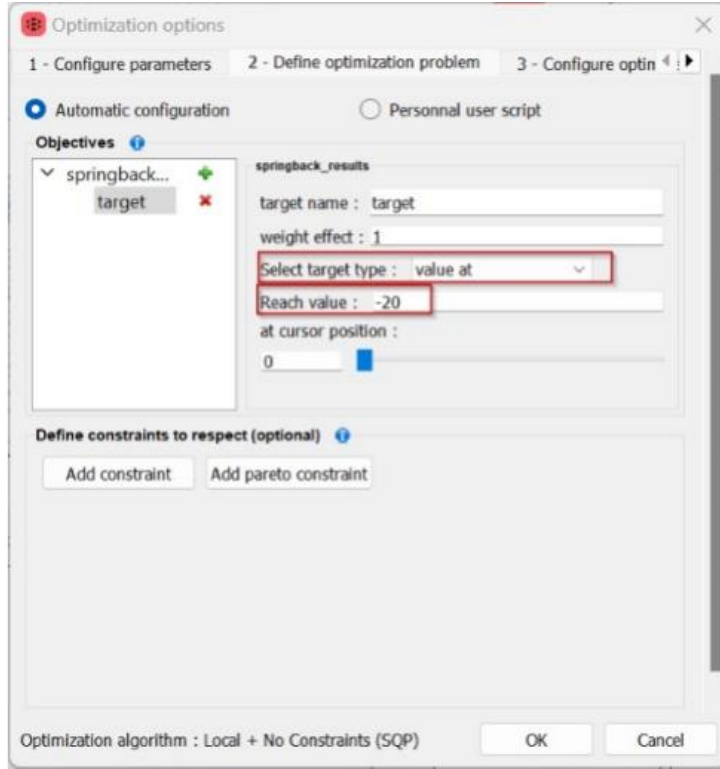 Optimization options
1 - Configure parameters 2 - Define optimization problem 3 - Configure optin
Automatic configuration Personnal user script
Objectives
springback... springback_results
target target name : target
weight effect : 1
Select target type : value at
Reach value : -20
at cursor position :
0
Define constraints to respect (optional)
Add constraint Add pareto constraint
Optimization algorithm : Local + No Constraints (SQP) OK Cancel